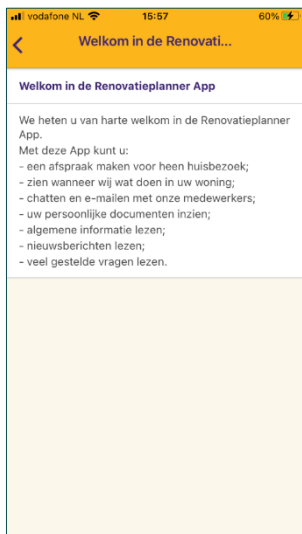 vodafone NL 15:57 60%
Welkom in de Renovati...
Welkom in de Renovatieplanner App
We heten u van harte welkom in de Renovatieplanner
App.
Met deze App kunt u:
- een afspraak maken voor heen huisbezoek;
- zien wanneer wij wat doen in uw woning;
- chatten en e-mailen met onze medewerkers;
- uw persoonlijke documenten inzien;
- algemene informatie lezen;
- nieuwsberichten lezen;
- veel gestelde vragen lezen.